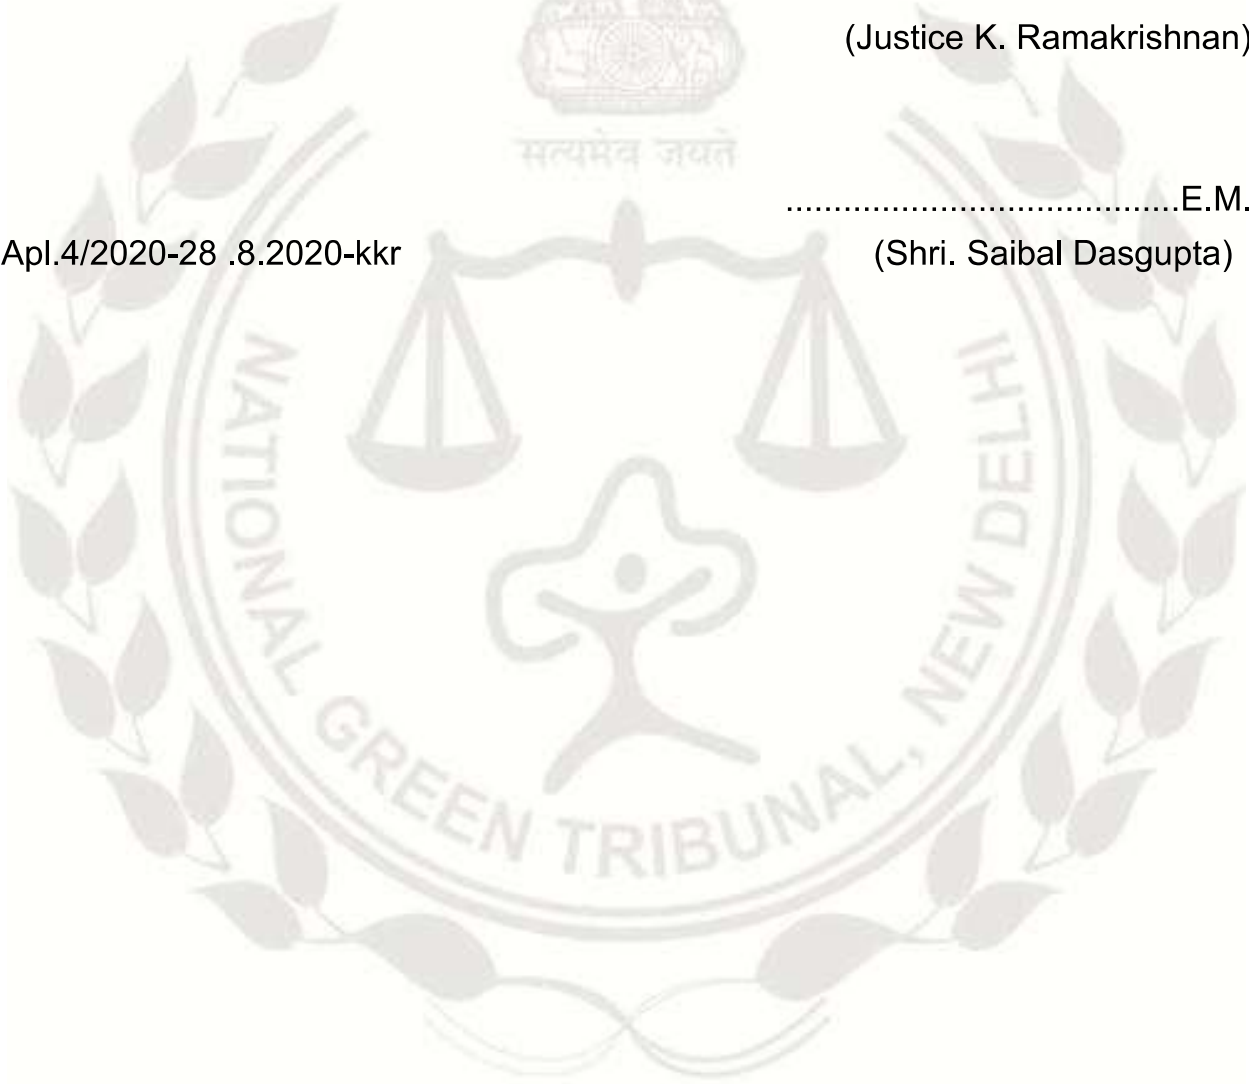 (Justice K. Ramakrishnan)
सत्यमेव जयते
.........................................E.M.
Apl.4/2020-28 .8.2020-kkr
(Shri. Saibal Dasgupta)
NATIONAL GREEN TRIBUNAL, NEW DELHI